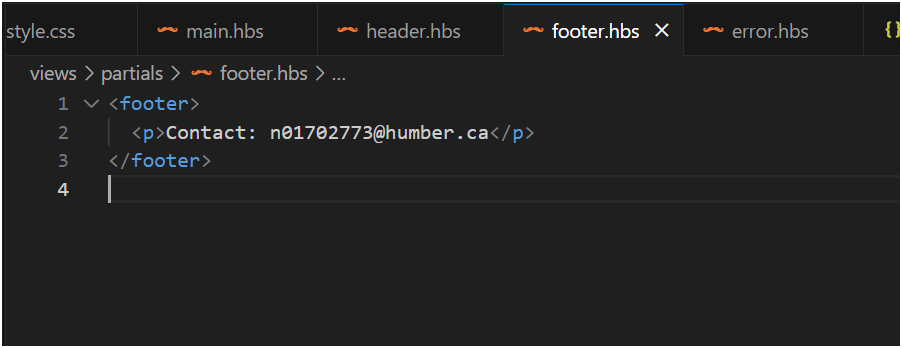 style.css main.hbs header.hbs footer.hbs error.hbs {}
views > partials > footer.hbs > ...
1 <footer>
2 <p>Contact: n01702773@humber.ca</p>
3 </footer>
4